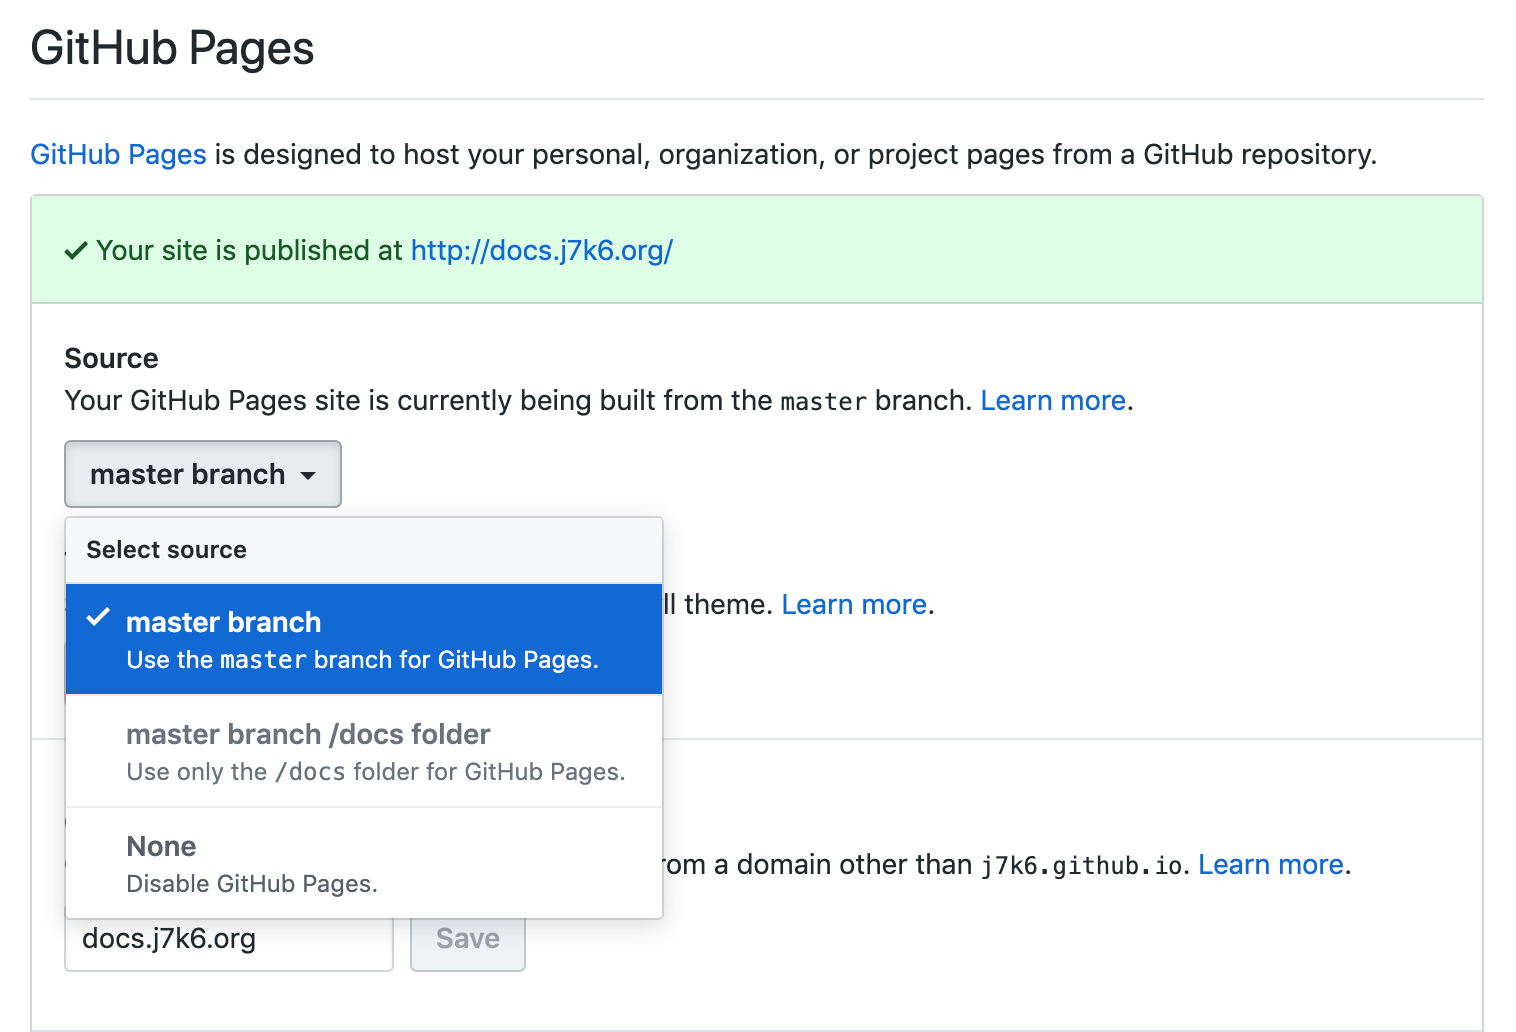 GitHub Pages
GitHub Pages is designed to host your personal, organization, or project pages from a GitHub repository.
Your site is published at http://docs.j7k6.org/
Source
Your GitHub Pages site is currently being built from the master branch. Learn more.
master branch
Select source
master branch
Use the master branch for GitHub Pages.
ll theme. Learn more.
master branch /docs folder
Use only the /docs folder for GitHub Pages.
None
Disable GitHub Pages.
rom a domain other than j7k6.github.io. Learn more.
docs.j7k6.org
Save